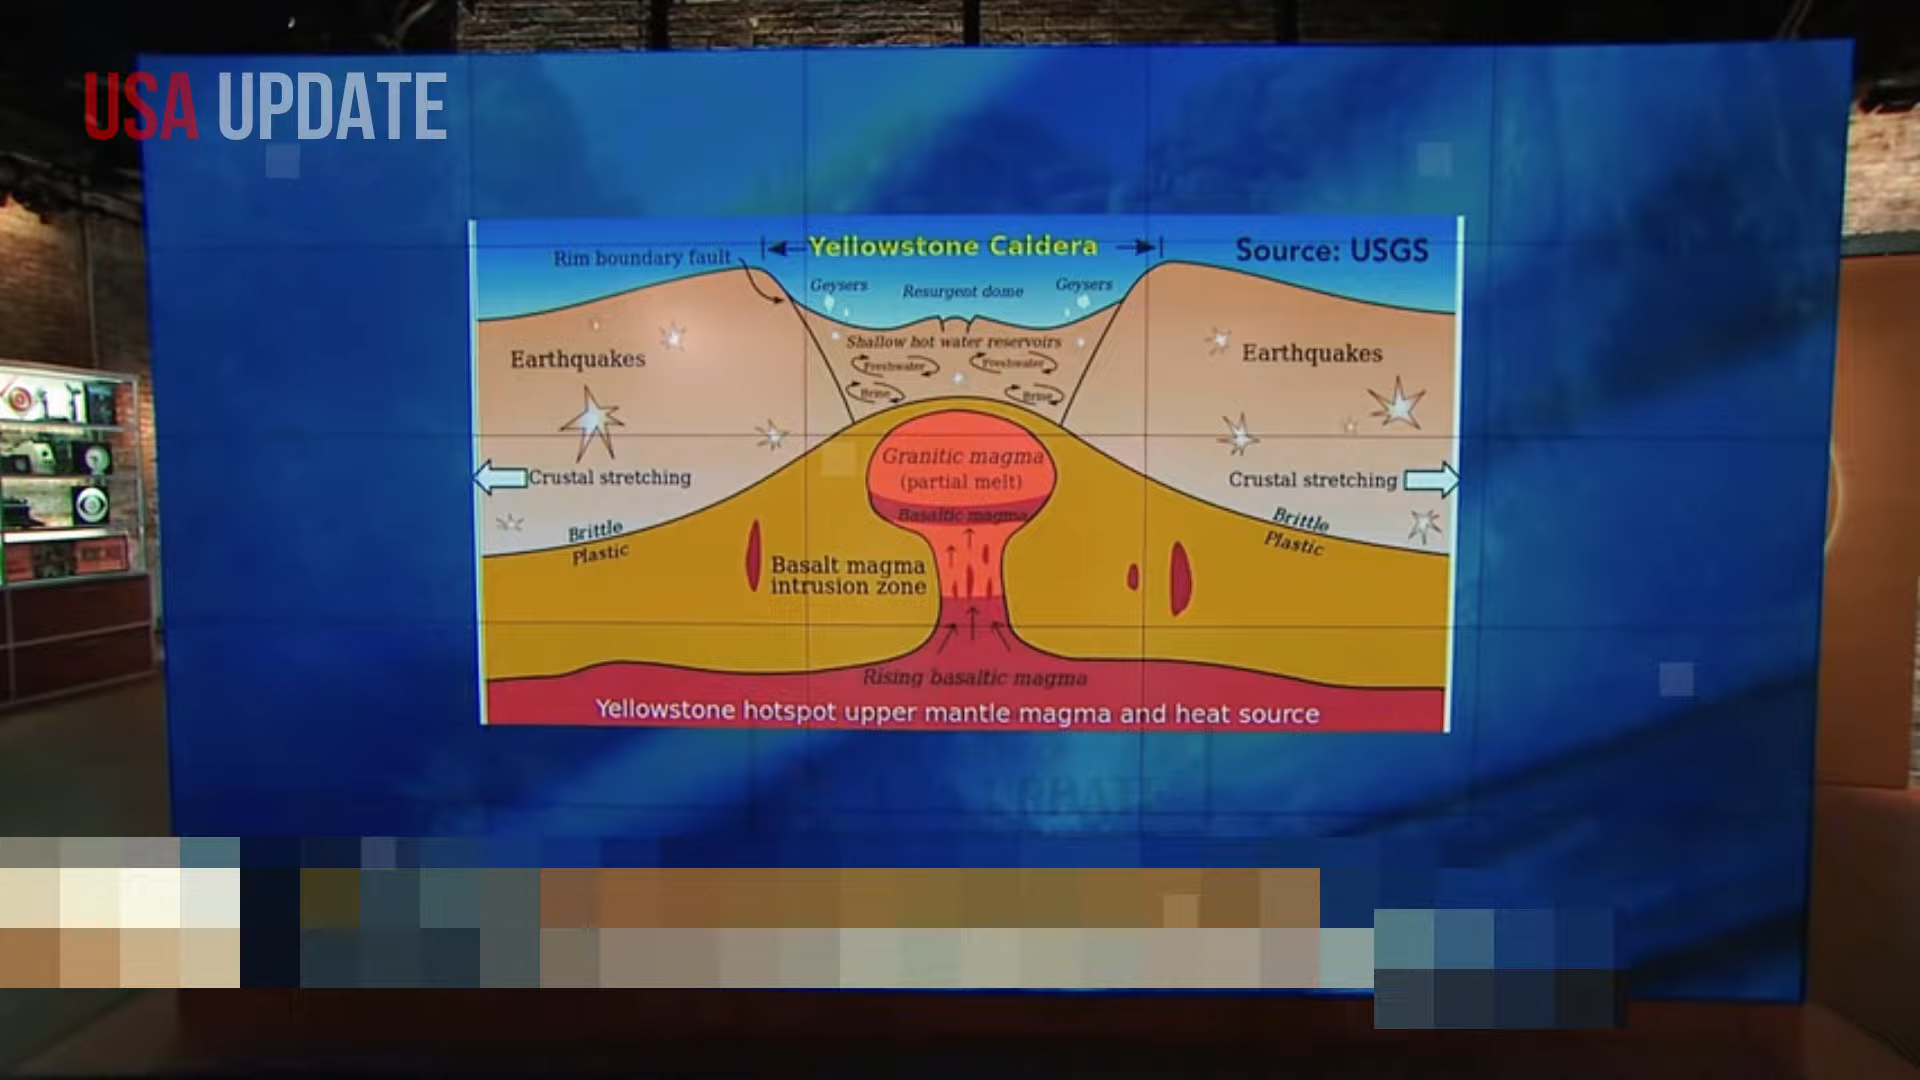 USA UPDATE
Yellowstone Caldera
Source: USGS
Rim boundary fault
Geysers
Resurgent dome
Geysers
Shallow hot water reservoirs
Freshwater
Freshwater
Brine
Brine
Earthquakes
Earthquakes
Granitic magma
(partial melt)
Basaltic magma
Crustal stretching
Crustal stretching
Brittle
Plastic
Brittle
Plastic
Basalt magma
intrusion zone
Rising basaltic magma
Yellowstone hotspot upper mantle magma and heat source